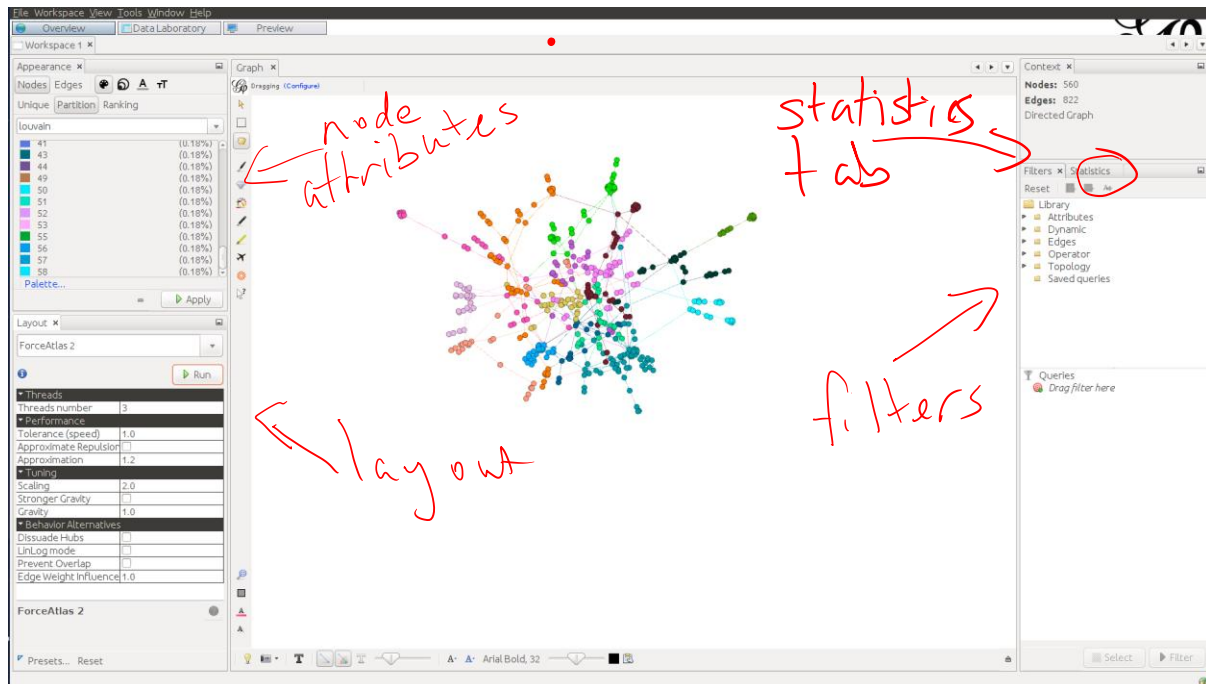 File Workspace View Tools Window Help
Overview Data Laboratory Preview
Workspace 1 ×
Appearance ×
Nodes Edges
Unique Partition Ranking
louvain
41 (0.18%)
43 (0.18%)
44 (0.18%)
49 (0.18%)
50 (0.18%)
51 (0.18%)
52 (0.18%)
53 (0.18%)
55 (0.18%)
56 (0.18%)
57 (0.18%)
58 (0.18%)
Palette...
Apply
Layout ×
ForceAtlas 2
Run
Threads
Threads number 3
Performance
Tolerance (speed) 1.0
Approximate Repulsion
Approximation 1.2
Tuning
Scaling 2.0
Stronger Gravity
Gravity 1.0
Behavior Alternatives
Dissuade Hubs
LinLog mode
Prevent Overlap
Edge Weight Influence 1.0
ForceAtlas 2
Presets... Reset
Graph ×
Dragging (Configure)
node
attributes
statistics
tab
layout
filters
T A- A- Arial Bold, 32
Context ×
Nodes: 560
Edges: 822
Directed Graph
Filters × Statistics
Reset
Library
Attributes
Dynamic
Edges
Operator
Topology
Saved queries
Queries
Drag filter here
Select Filter